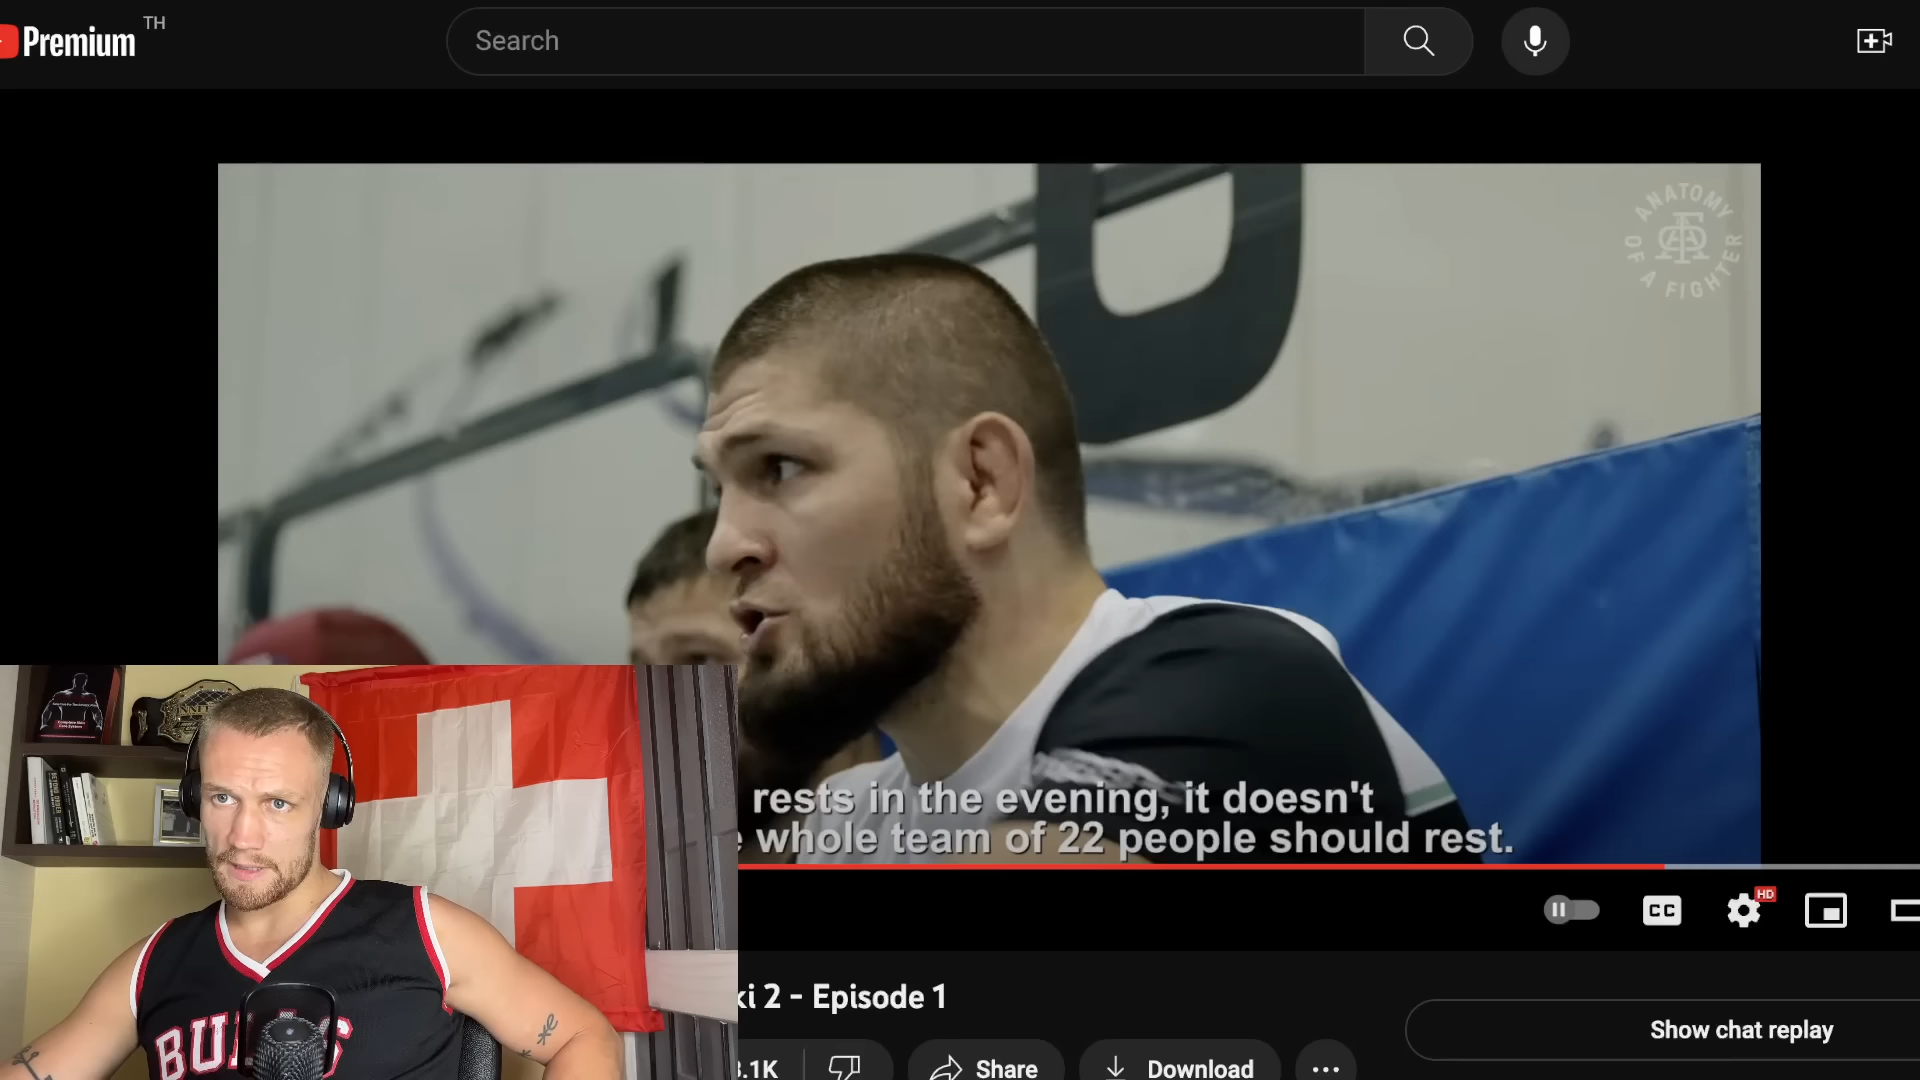 Premium TH
Search
ANATOMY
OF A FIGHTER
rests in the evening, it doesn't
whole team of 22 people should rest.
HD
CC
ki 2 - Episode 1
Show chat replay
.1K
Share
Download
BULLS